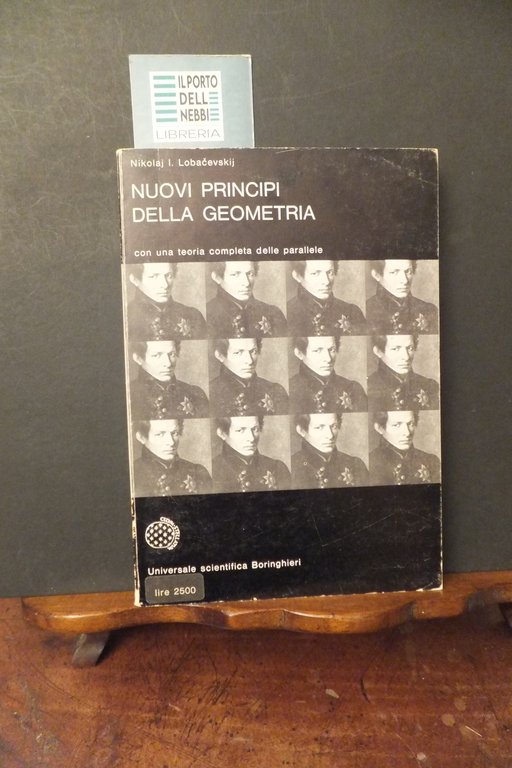 IL PORTO
DELL
NEBBI
LIBRERIA
Nikolaj I. Lobačevskij
NUOVI PRINCIPI
DELLA GEOMETRIA
con una teoria completa delle parallele
Universale scientifica Boringhieri
lire 2500